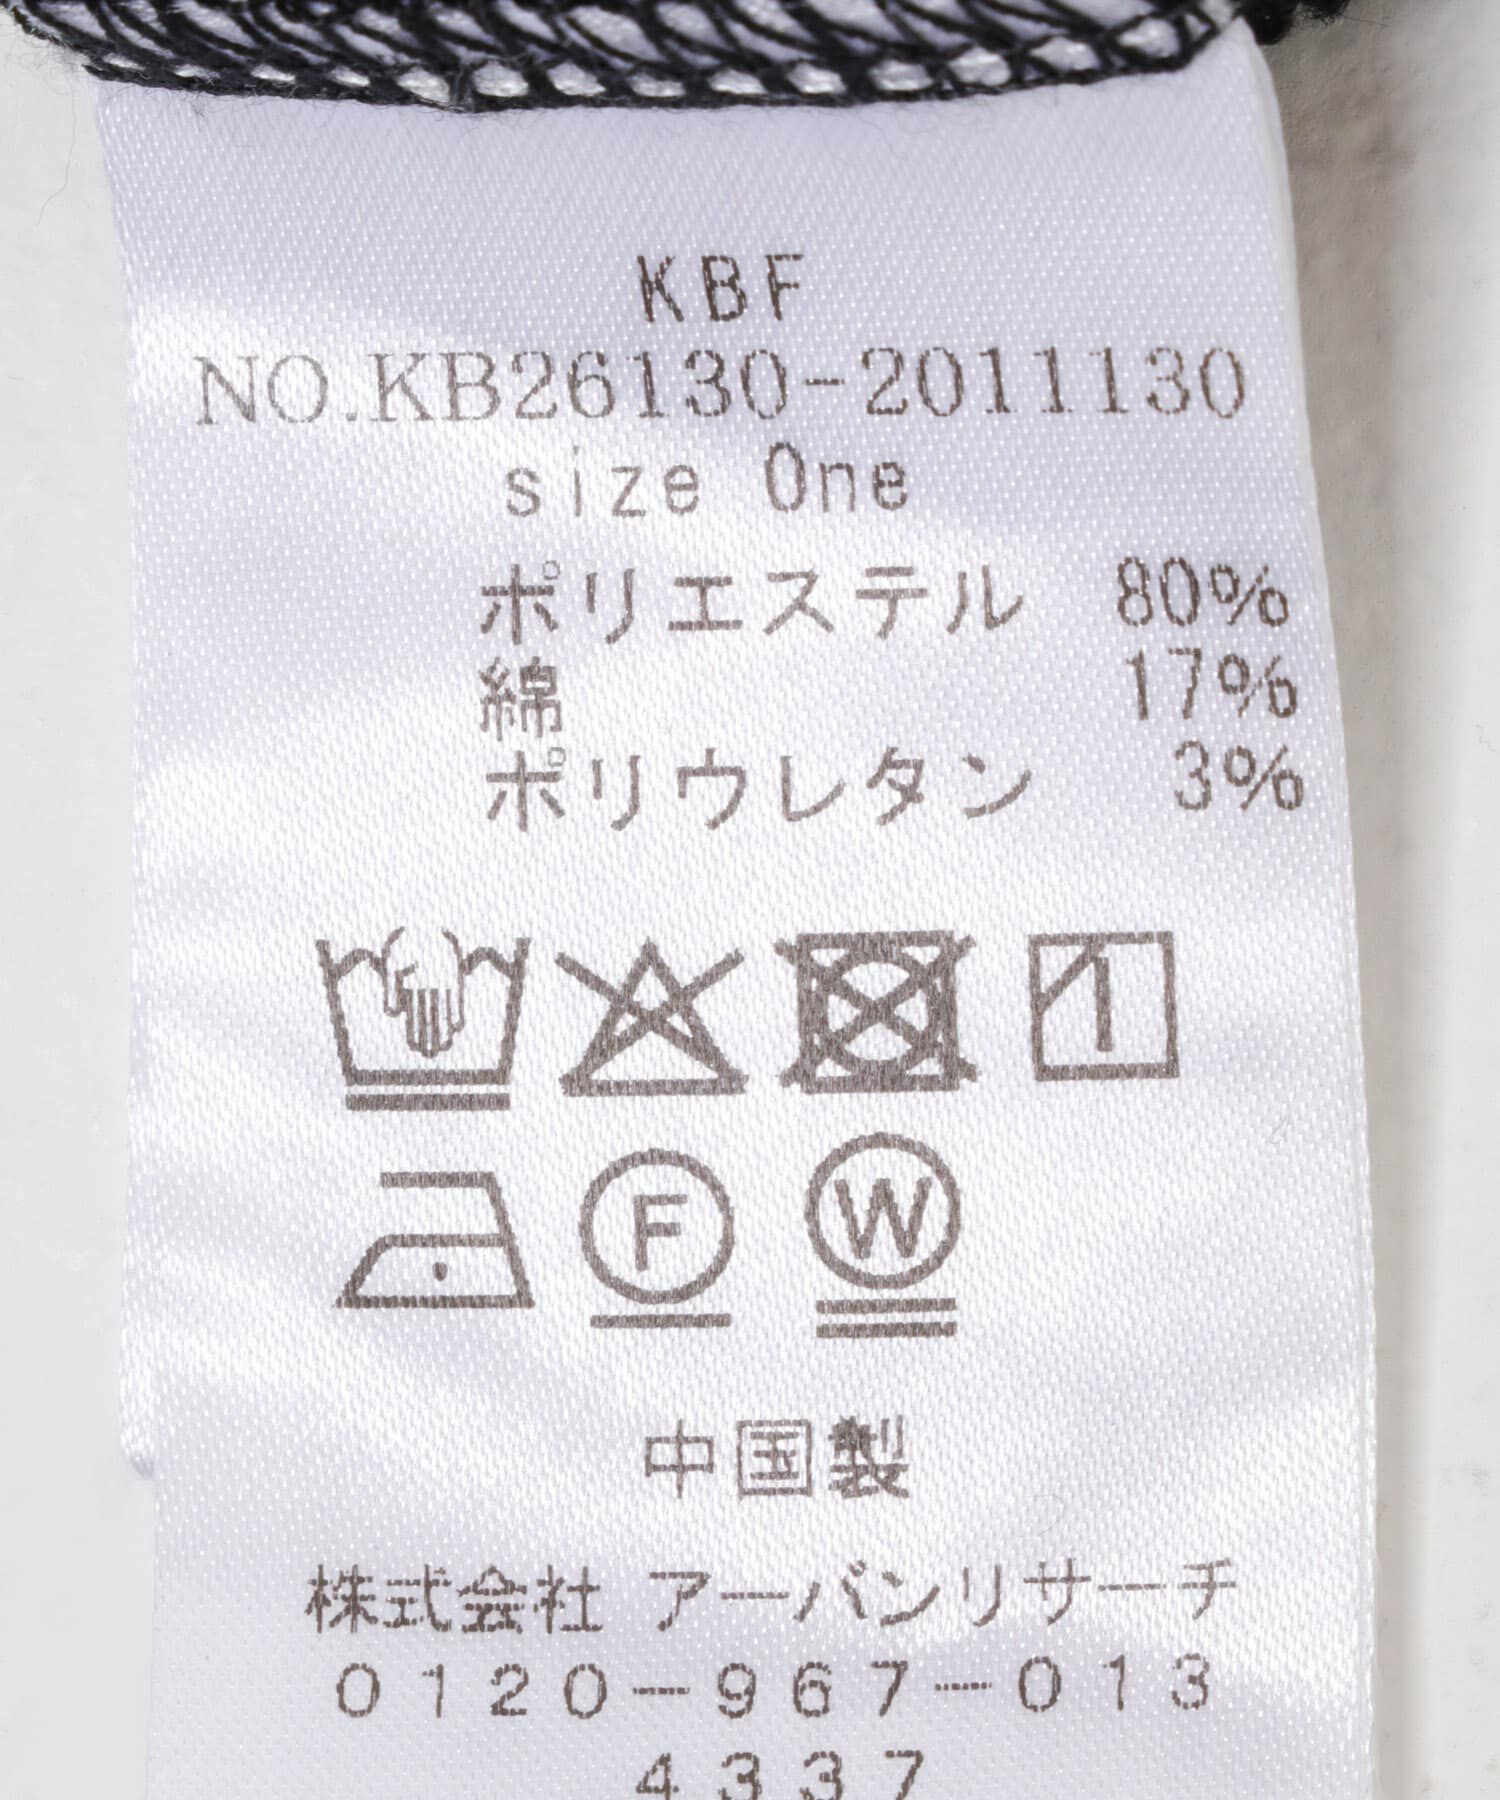 KBF
NO.KB26130-2011130
size One
ポリエステル 80%
綿 17%
ポリウレタン 3%
F W
中国製
株式会社 アーバンリサーチ
0120-967-013
4337